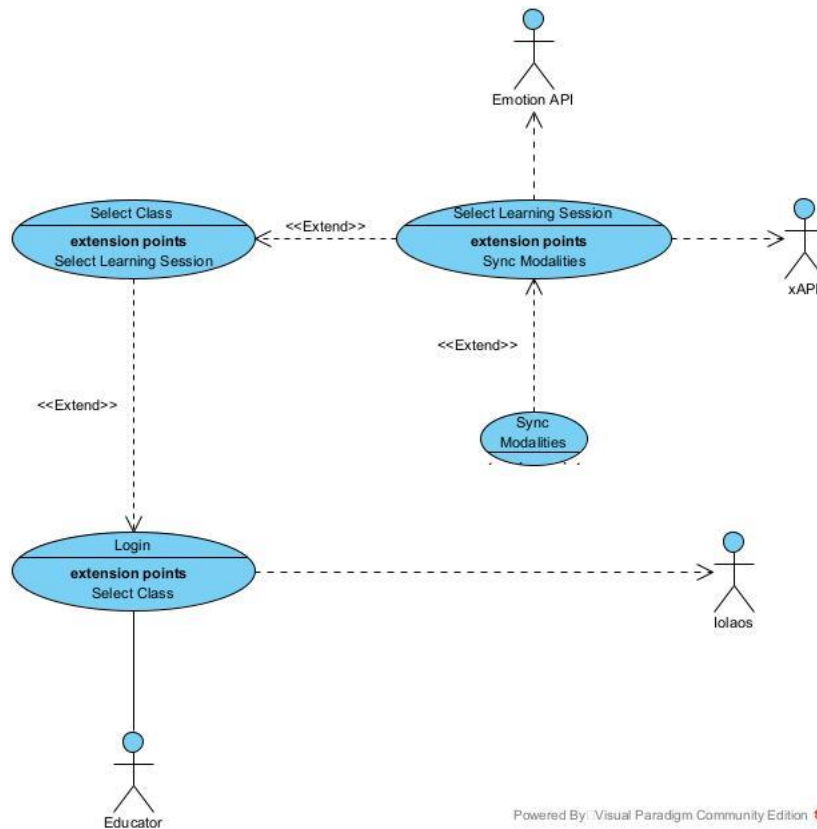 Emotion API
Select Class
extension points
Select Learning Session
<<Extend>>
Select Learning Session
extension points
Sync Modalities
xAPI
<<Extend>>
<<Extend>>
Sync
Modalities
Login
extension points
Select Class
Iolaos
Educator
Powered By Visual Paradigm Community Edition